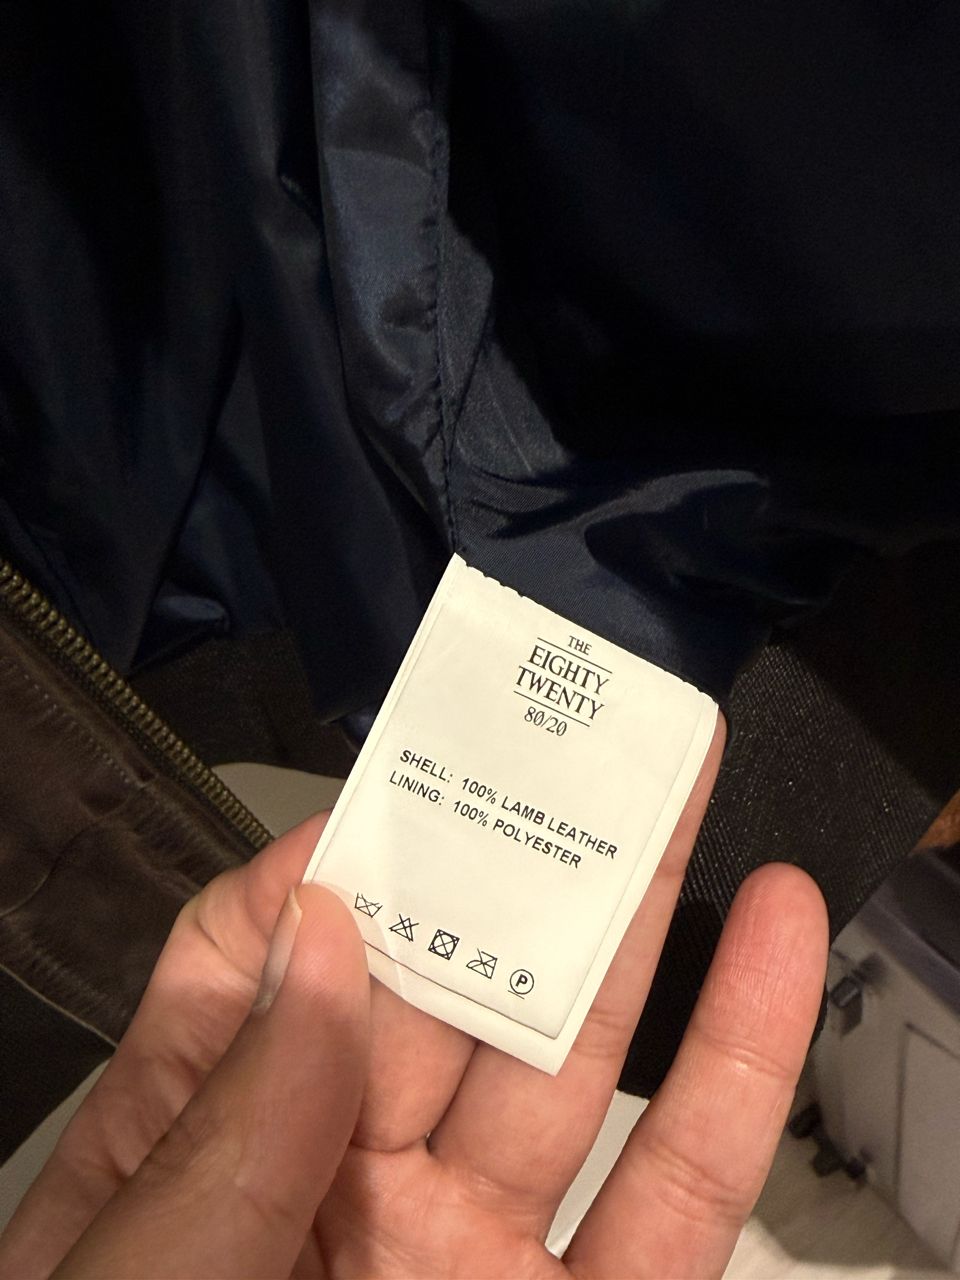 THE
EIGHTY
TWENTY
80/20
SHELL: 100% LAMB LEATHER
LINING: 100% POLYESTER
P